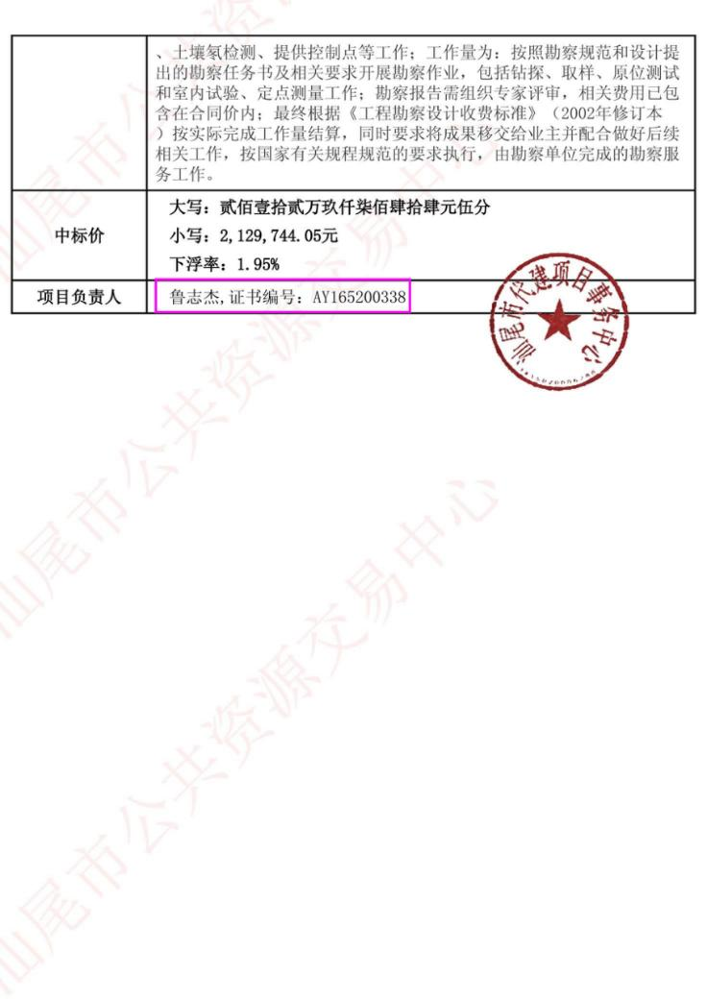 、土壤氡检测、提供控制点等工作；工作量为：按照勘察规范和设计提
出的勘察任务书及相关要求开展勘察作业，包括钻探、取样、原位测试
和室内试验、定点测量工作；勘察报告需组织专家评审，相关费用已包
含在合同价内；最终根据《工程勘察设计收费标准》（2002年修订本
）按实际完成工作量结算，同时要求将成果移交给业主并配合做好后续
相关工作，按国家有关规程规范的要求执行，由勘察单位完成的勘察服
务工作。
中标价
大写：贰佰壹拾贰万玖仟柒佰肆拾肆元伍分
小写：2,129,744.05元
下浮率：1.95%
项目负责人
鲁志杰,证书编号：AY165200338
汕尾市代建项目事务中心
汕尾市公共资源交易中心
汕尾市公共资源交易中心